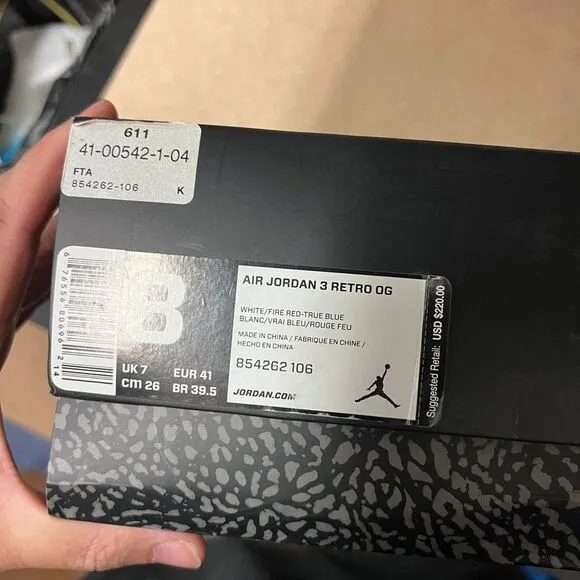 611
41-00542-1-04
FTA
854262-106 K
8
UK 7 EUR 41
CM 26 BR 39.5
AIR JORDAN 3 RETRO OG
WHITE/FIRE RED-TRUE BLUE
BLANC/VRAI BLEU/ROUGE FEU
MADE IN CHINA / FABRIQUE EN CHINE /
HECHO EN CHINA
854262 106
JORDAN.COM
Suggested Retail: USD $220.00